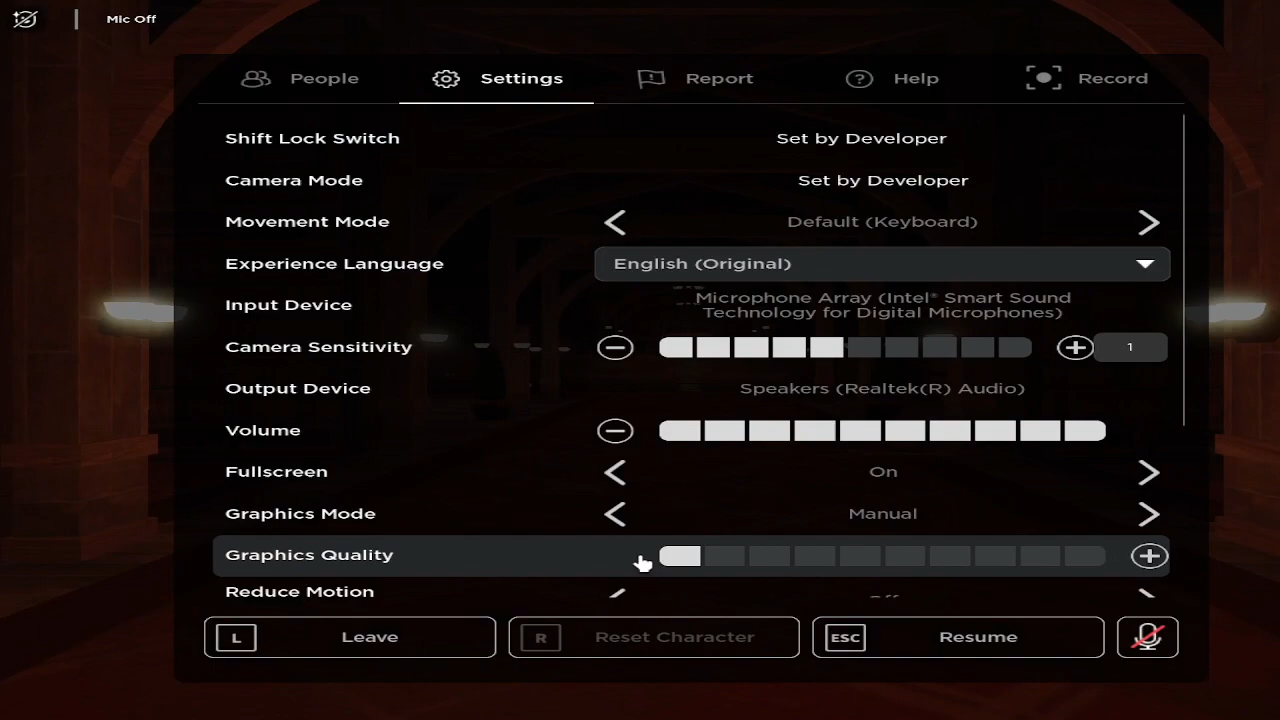 Mic Off
People
Settings
Report
Help
Record
Shift Lock Switch
Set by Developer
Camera Mode
Set by Developer
Movement Mode
Default (Keyboard)
Experience Language
English (Original)
Input Device
Microphone Array (Intel® Smart Sound
Technology for Digital Microphones)
Camera Sensitivity
1
Output Device
Speakers (Realtek(R) Audio)
Volume
Fullscreen
On
Graphics Mode
Manual
Graphics Quality
Reduce Motion
L
Leave
R
Reset Character
ESC
Resume